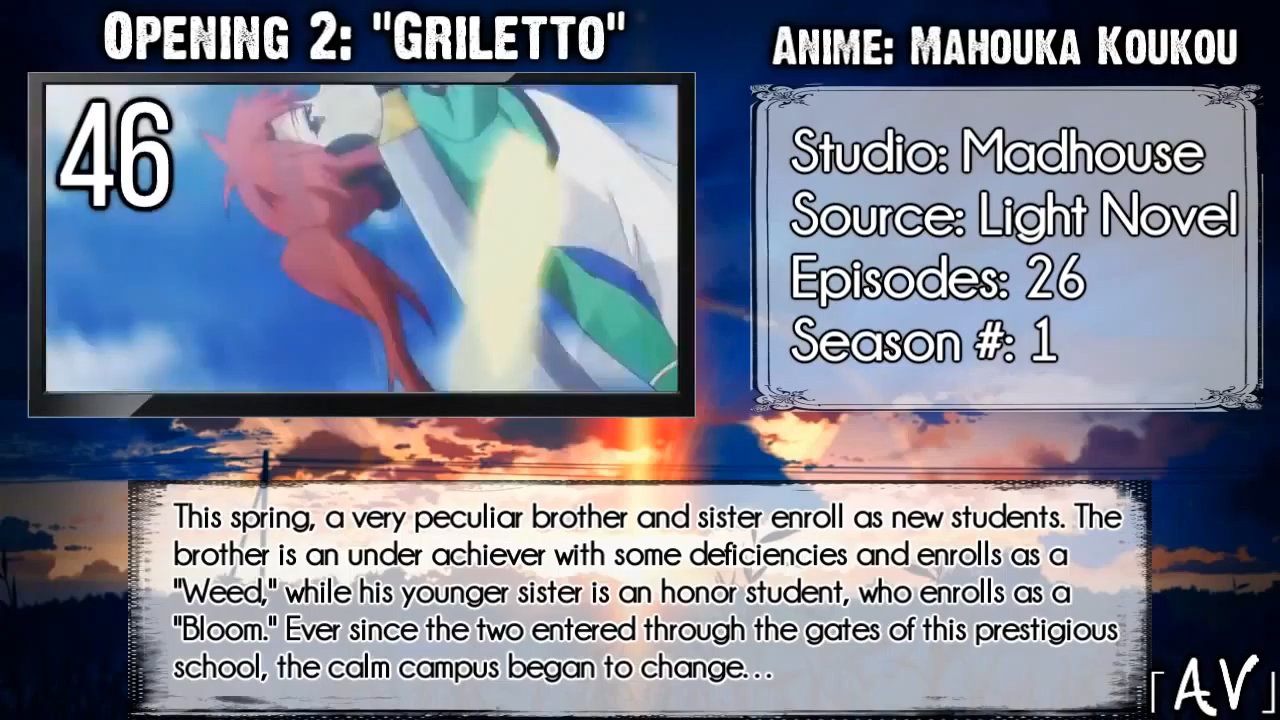 OPENING 2: "GRILETTO"
ANIME: MAHOUKA KOUKOU
46
Studio: Madhouse
Source: Light Novel
Episodes: 26
Season #: 1
This spring, a very peculiar brother and sister enroll as new students. The
brother is an under achiever with some deficiencies and enrolls as a
"Weed," while his younger sister is an honor student, who enrolls as a
"Bloom." Ever since the two entered through the gates of this prestigious
school, the calm campus began to change...
「AV」